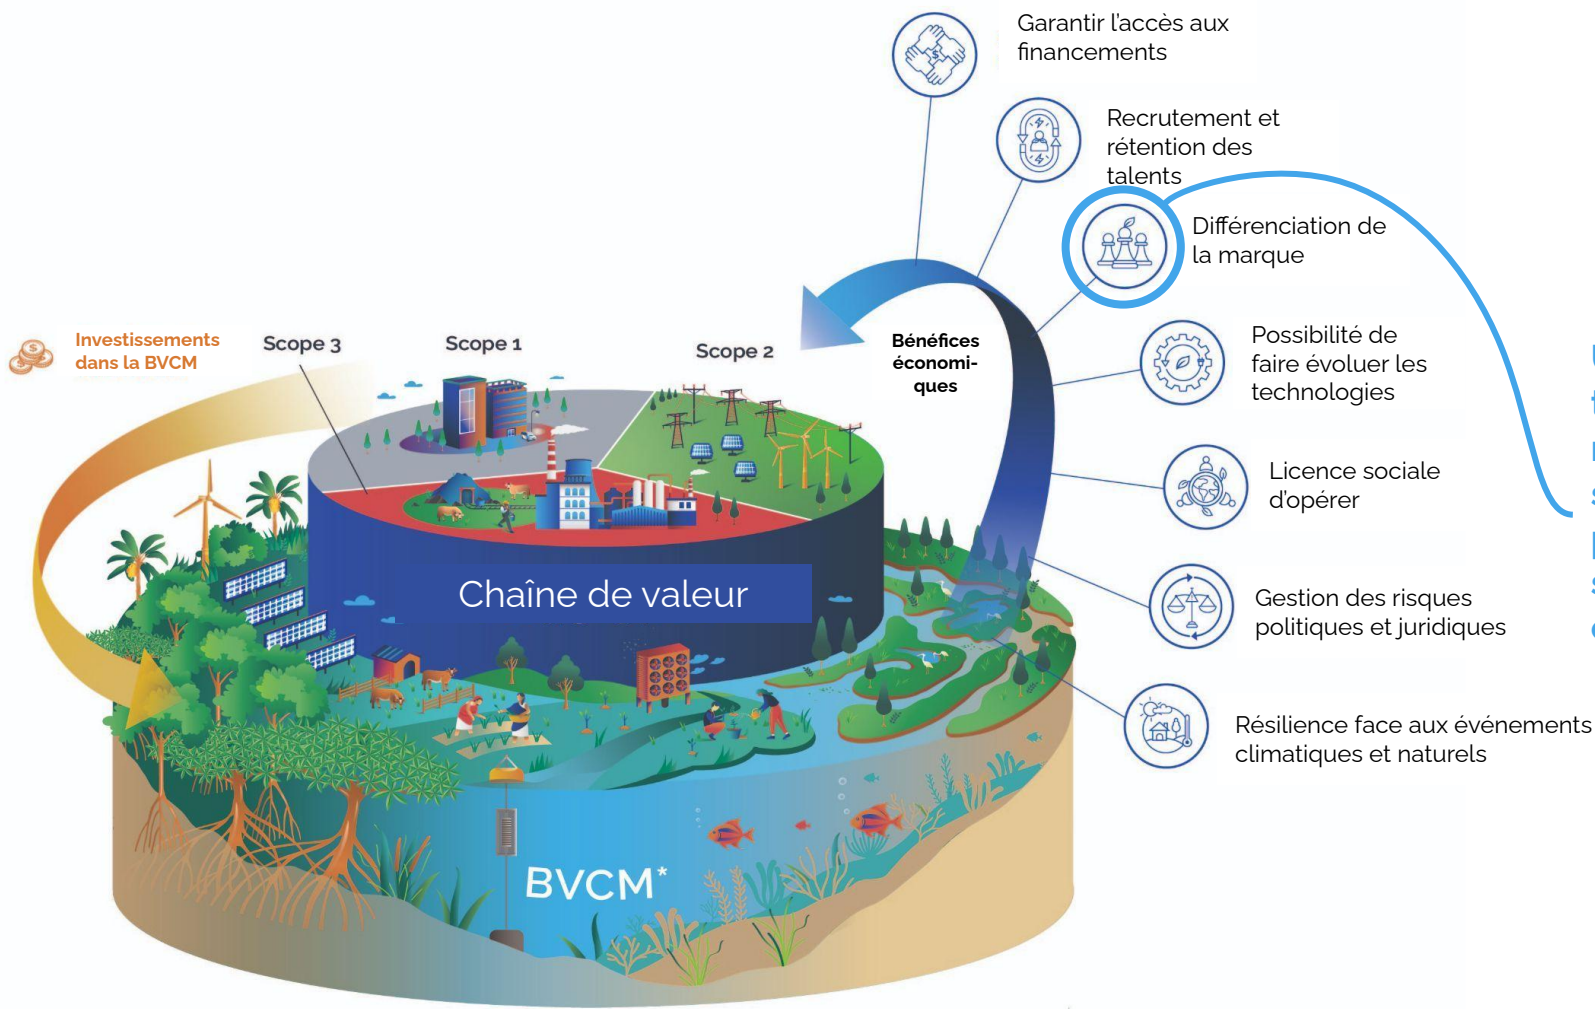 Garantir l'accès aux
financements
Recrutement et
rétention des
talents
Différenciation de
la marque
Possibilité de
faire évoluer les
technologies
Licence sociale
d'opérer
Gestion des risques
politiques et juridiques
Résilience face aux événements
climatiques et naturels
Bénéfices
économi-
ques
Investissements
dans la BVCM
Scope 3
Scope 1
Scope 2
Chaîne de valeur
BVCM*